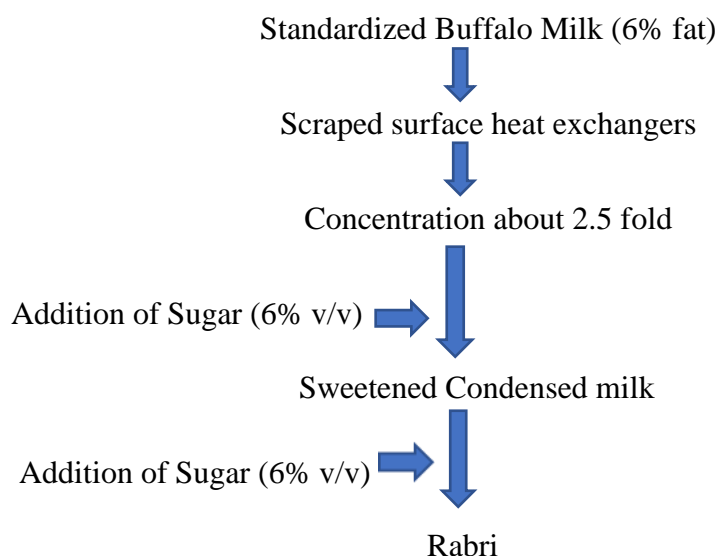 Standardized Buffalo Milk (6% fat)
Scraped surface heat exchangers
Concentration about 2.5 fold
Addition of Sugar (6% v/v)
Sweetened Condensed milk
Addition of Sugar (6% v/v)
Rabri